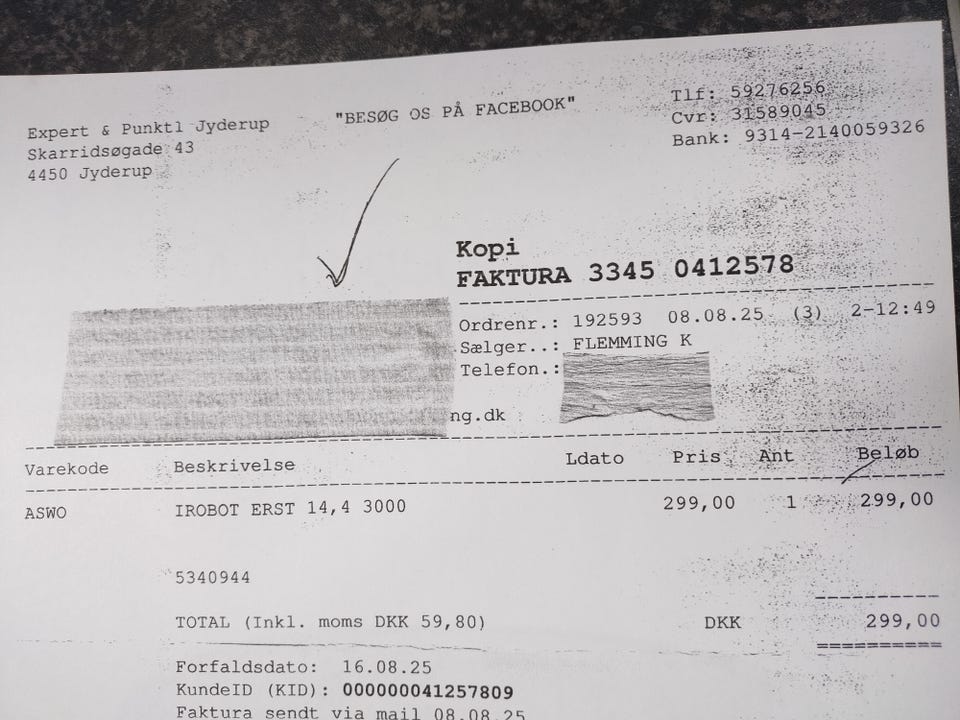 Expert & Punkt1 Jyderup
Skarridsøgade 43
4450 Jyderup
"BESØG OS PÅ FACEBOOK"
Tlf: 59276256
Cvr: 31589045
Bank: 9314-2140059326
Kopi
FAKTURA 3345 0412578
Ordrenr.: 192593 08.08.25 (3) 2-12:49
Sælger..: FLEMMING K
Telefon.:
ng.dk
Varekode Beskrivelse Ldato Pris Ant Beløb
ASWO IROBOT ERST 14,4 3000 299,00 1 299,00
5340944
TOTAL (Inkl. moms DKK 59,80) DKK 299,00
Forfaldsdato: 16.08.25
KundeID (KID): 000000041257809
Faktura sendt via mail 08.08.25